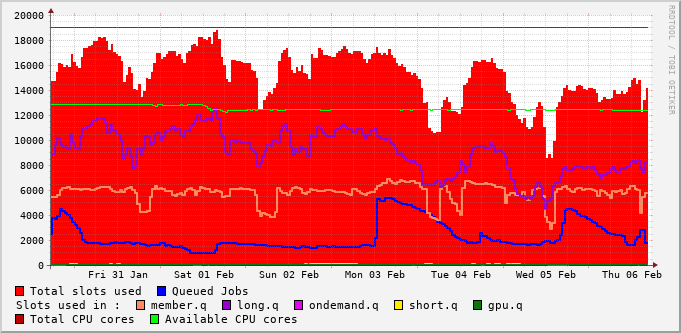 RRDTOOL / TOBI OETIKER
20000
18000
16000
14000
12000
10000
8000
6000
4000
2000
0
Fri 31 Jan Sat 01 Feb Sun 02 Feb Mon 03 Feb Tue 04 Feb Wed 05 Feb Thu 06 Feb
Total slots used Queued Jobs
Slots used in : member.q long.q ondemand.q short.q gpu.q
Total CPU cores Available CPU cores